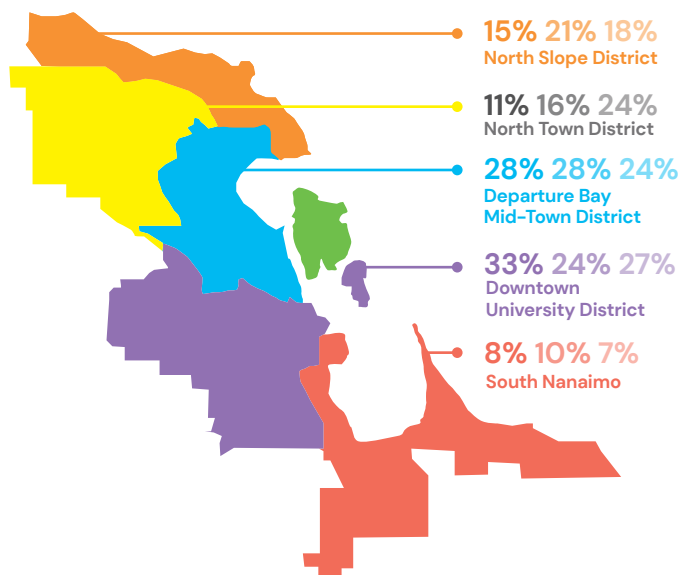 15% 21% 18%
North Slope District
11% 16% 24%
North Town District
28% 28% 24%
Departure Bay
Mid-Town District
33% 24% 27%
Downtown
University District
8% 10% 7%
South Nanaimo